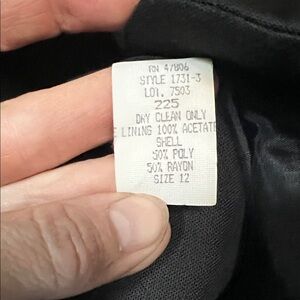 RN 47806
STYLE 1731-3
LOT. 7503
225
DRY CLEAN ONLY
LINING 100% ACETATE
SHELL
50% POLY
50% RAYON
SIZE 12